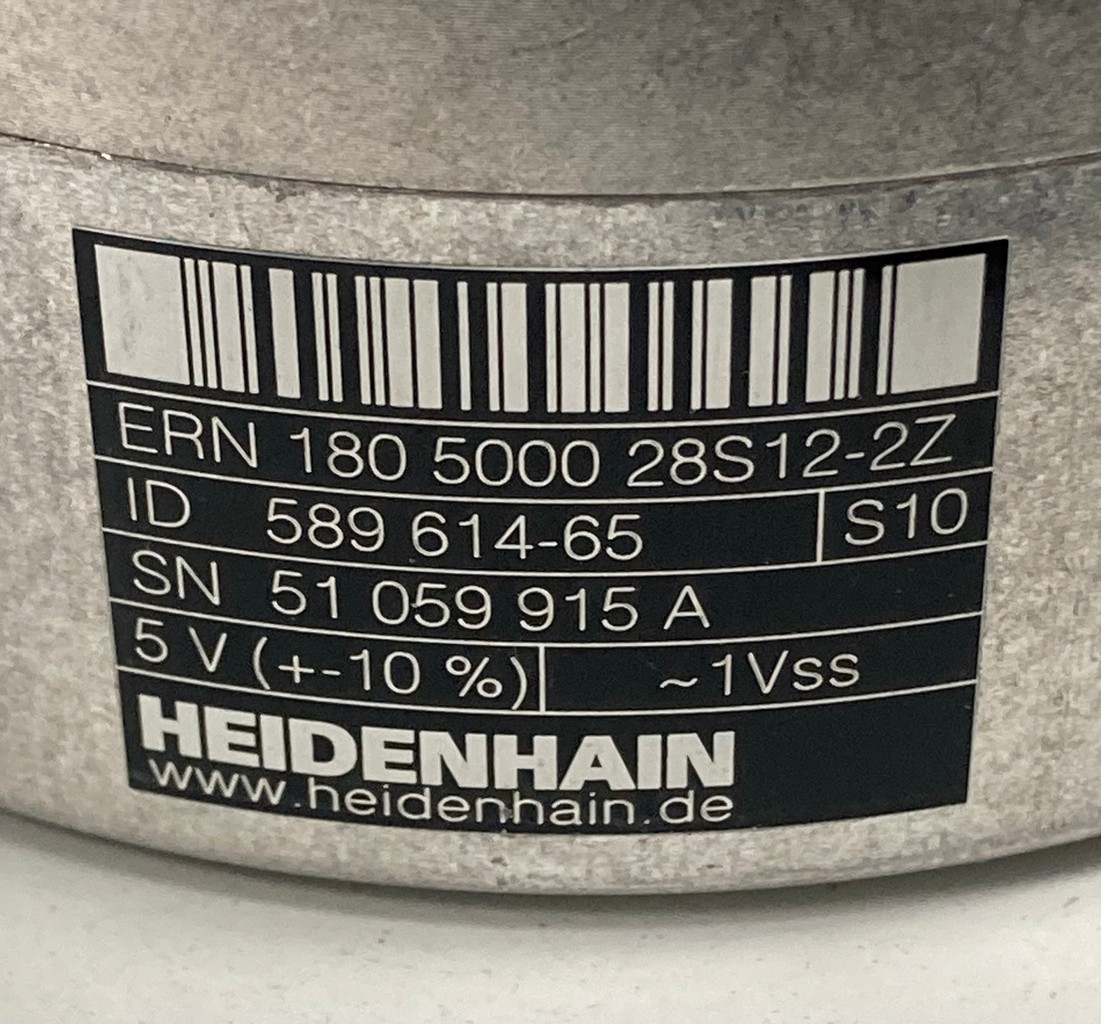 ERN 180 5000 28S12-2Z
ID 589 614-65 S10
SN 51 059 915 A
5 V (+-10 %) ~1Vss
HEIDENHAIN
www.heidenhain.de